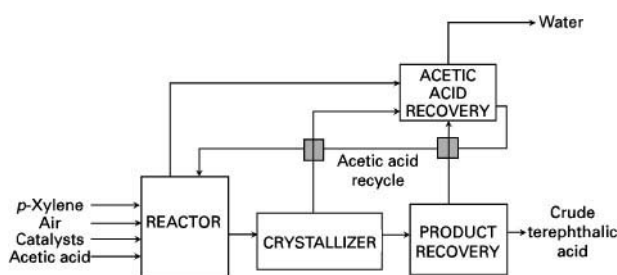 Water
ACETIC
ACID
RECOVERY
Acetic acid
recycle
p-Xylene
Air
Catalysts
Acetic acid
REACTOR
CRYSTALLIZER
PRODUCT
RECOVERY
Crude
terephthalic
acid